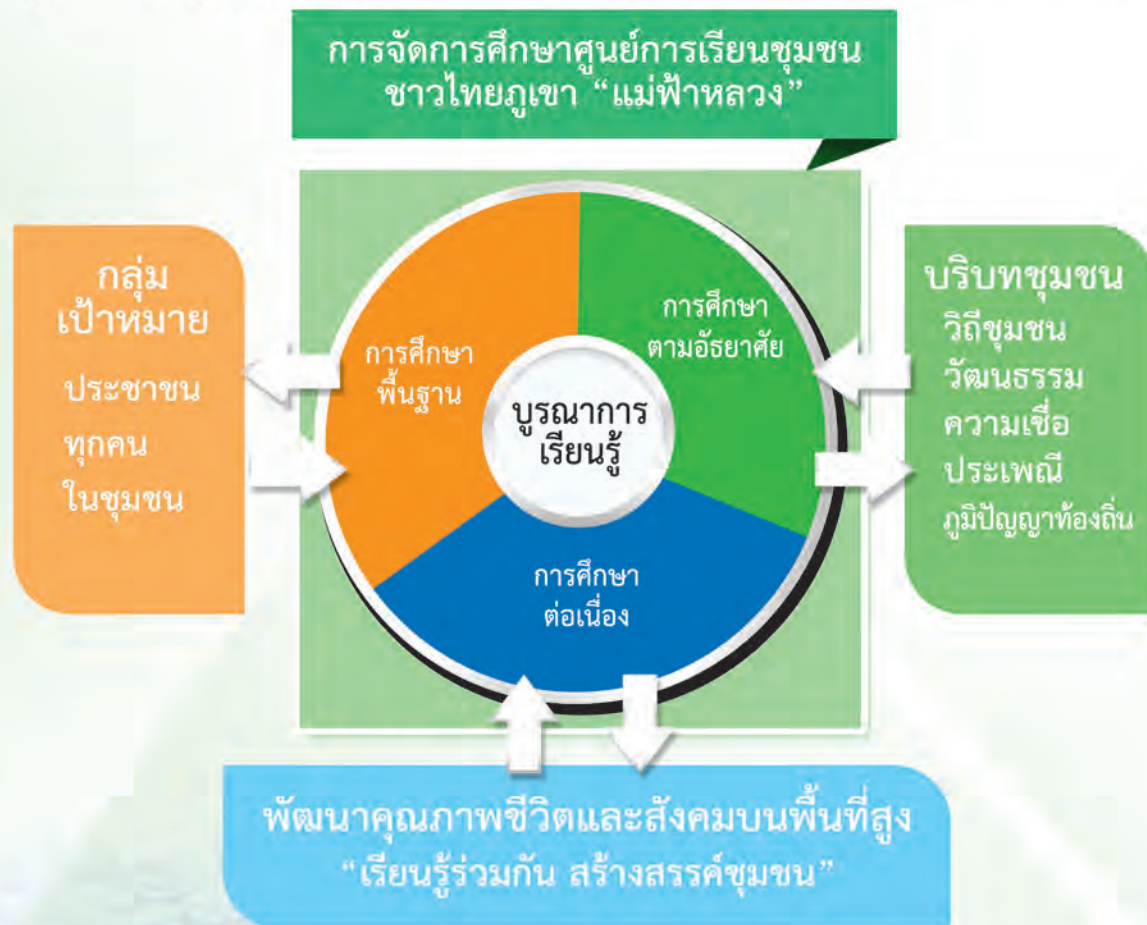 การจัดการศึกษาศูนย์การเรียนชุมชน
ชาวไทยภูเขา “แม่ฟ้าหลวง”
กลุ่ม
เป้าหมาย
ประชาชน
ทุกคน
ในชุมชน
การศึกษา
พื้นฐาน
การศึกษา
ตามอัธยาศัย
บูรณาการ
เรียนรู้
การศึกษา
ต่อเนื่อง
บริบทชุมชน
วิถีชุมชน
วัฒนธรรม
ความเชื่อ
ประเพณี
ภูมิปัญญาท้องถิ่น
พัฒนาคุณภาพชีวิตและสังคมบนพื้นที่สูง
“เรียนรู้ร่วมกัน สร้างสรรค์ชุมชน”